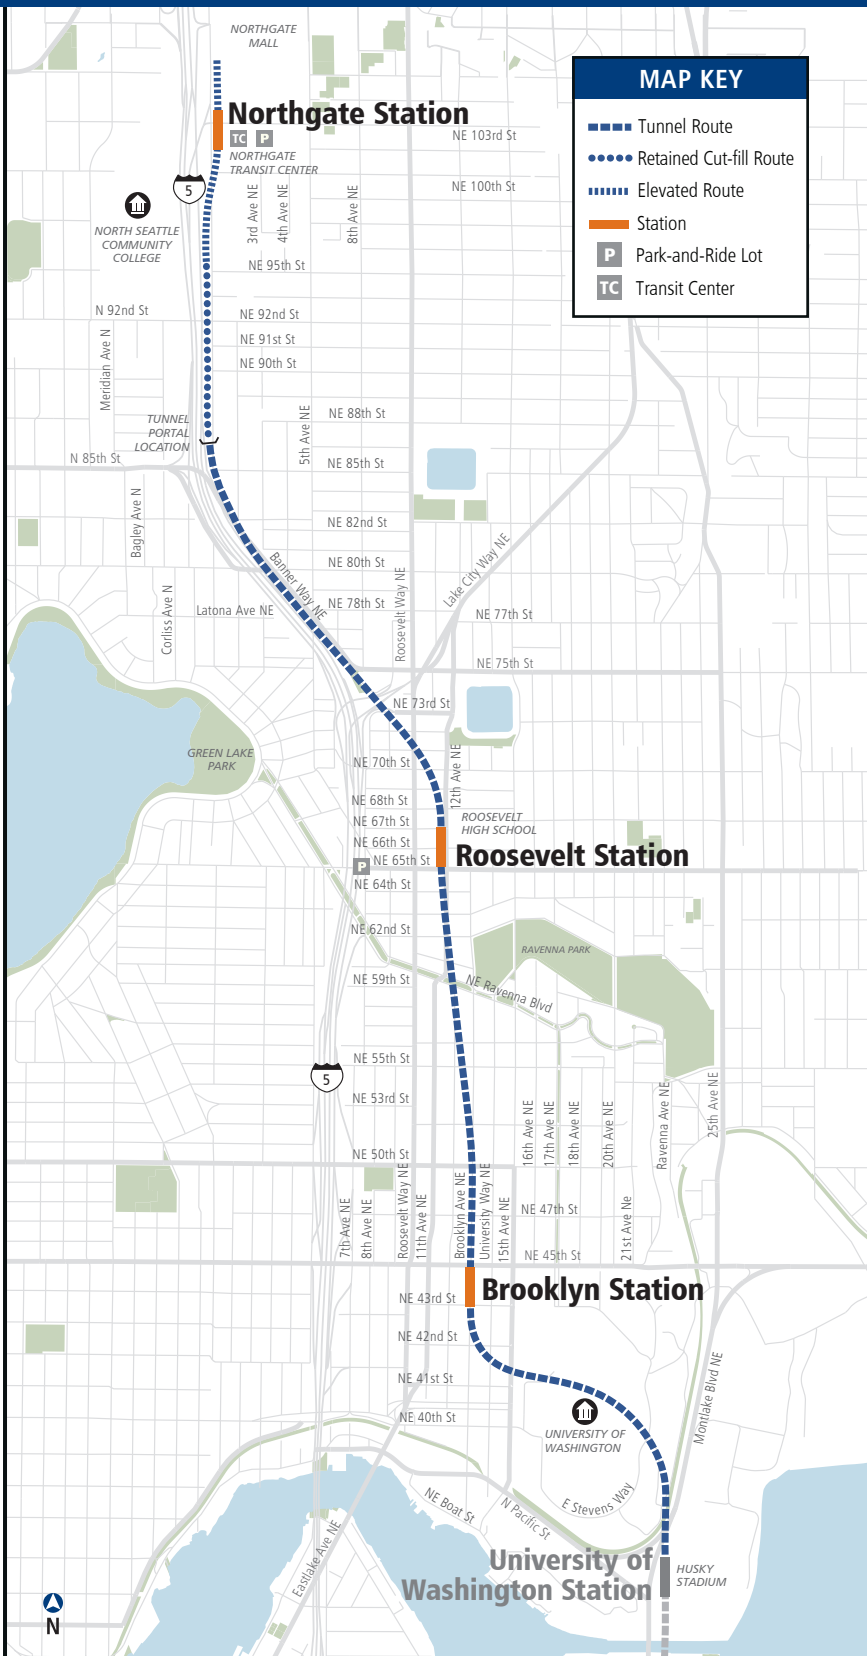 NORTHGATE
MALL
MAP KEY
Tunnel Route
Retained Cut-fill Route
Elevated Route
Station
P Park-and-Ride Lot
TC Transit Center
Northgate Station
TC P
NORTHGATE
TRANSIT CENTER
NE 103rd St
NE 100th St
5
3rd Ave NE
4th Ave NE
8th Ave NE
NORTH SEATTLE
COMMUNITY
COLLEGE
NE 95th St
N 92nd St
NE 92nd St
NE 91st St
NE 90th St
Meridian Ave N
NE 88th St
TUNNEL
PORTAL
LOCATION
5th Ave NE
N 85th St
NE 85th St
Bagley Ave N
NE 82nd St
Banner Way NE
NE 80th St
Lake City Way NE
Roosevelt Way NE
Corliss Ave N
Latona Ave NE
NE 78th St
NE 77th St
NE 75th St
NE 73rd St
GREEN LAKE
PARK
NE 70th St
12th Ave NE
NE 68th St
NE 67th St
ROOSEVELT
HIGH SCHOOL
NE 66th St
NE 65th St
P
Roosevelt Station
NE 64th St
NE 62nd St
RAVENNA PARK
NE 59th St
NE Ravenna Blvd
NE 55th St
5
NE 53rd St
16th Ave NE
17th Ave NE
18th Ave NE
20th Ave NE
Ravenna Ave NE
25th Ave NE
NE 50th St
7th Ave NE
8th Ave NE
Roosevelt Way NE
11th Ave NE
Brooklyn Ave NE
University Way NE
15th Ave NE
NE 47th St
21st Ave Ne
NE 45th St
Brooklyn Station
NE 43rd St
NE 42nd St
NE 41st St
NE 40th St
Montlake Blvd NE
UNIVERSITY OF
WASHINGTON
NE Boat St
N Pacific St
E Stevens Way
Eastlake Ave NE
University of
Washington Station
HUSKY
STADIUM
N